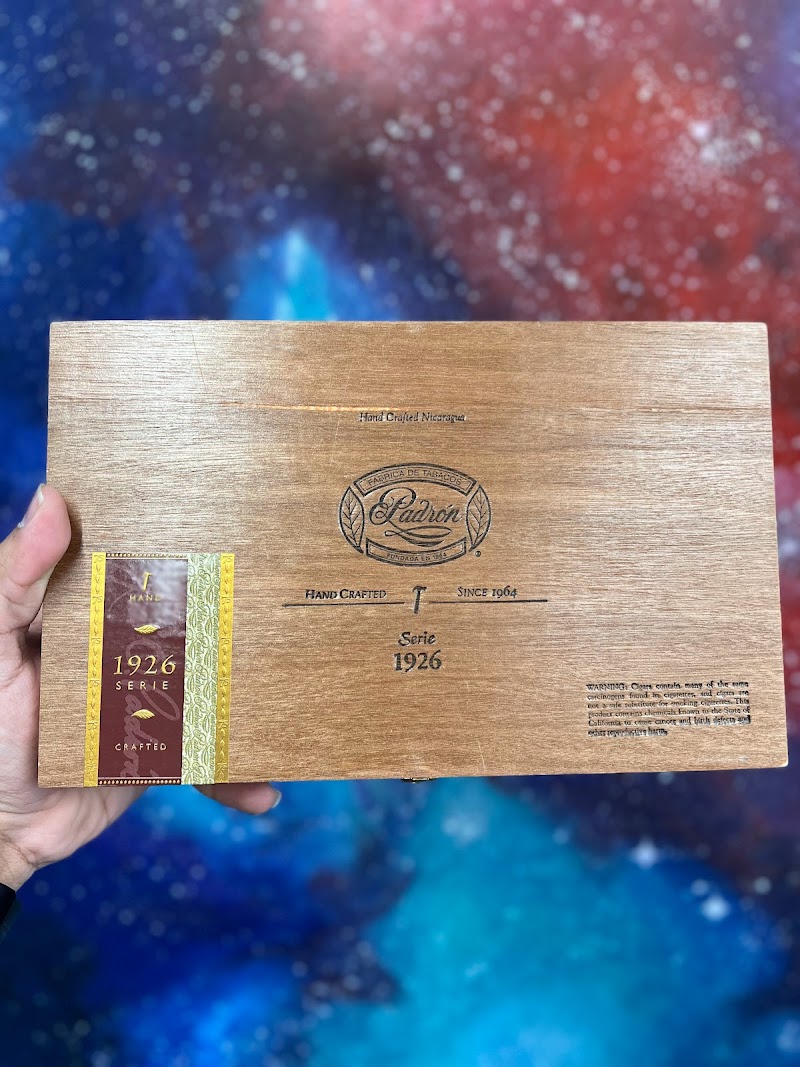 Hand Crafted Nicaragua
FABRICA DE TABACOS
Padrón
FUNDADA EN 1964
®
HAND CRAFTED
SINCE 1964
Serie
1926
HAND
1926
SERIE
CRAFTED
Padrón
WARNING: Cigars contain many of the same
carcinogens found in cigarettes, and cigars are
not a safe substitute for smoking cigarettes. This
product contains chemicals known to the State of
California to cause cancer and birth defects and
other reproductive harm.